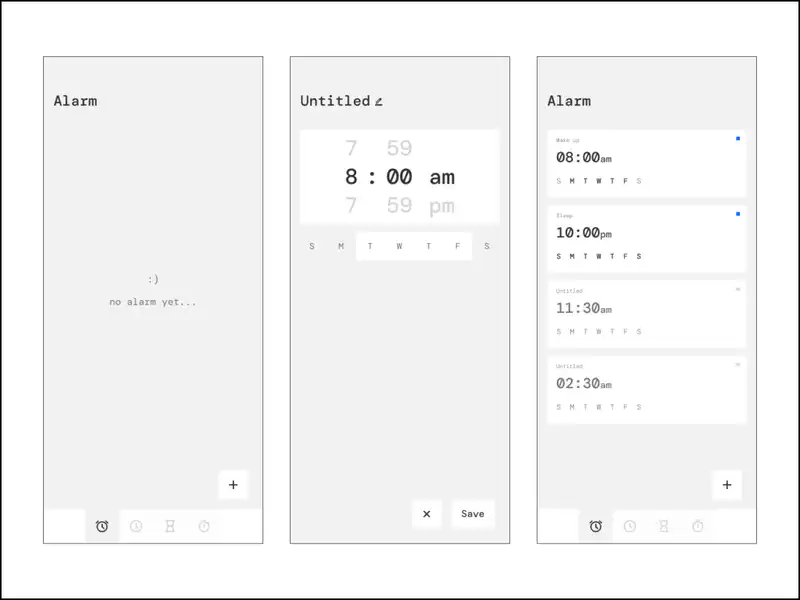 Alarm
:)
no alarm yet...
+
Untitled
7 59
8 : 00 am
7 59 pm
S M T W T F S
× Save
Alarm
Wake up
08:00am
S M T W T F S
Sleep
10:00pm
S M T W T F S
Untitled
11:30am
S M T W T F S
Untitled
02:30am
S M T W T F S
+